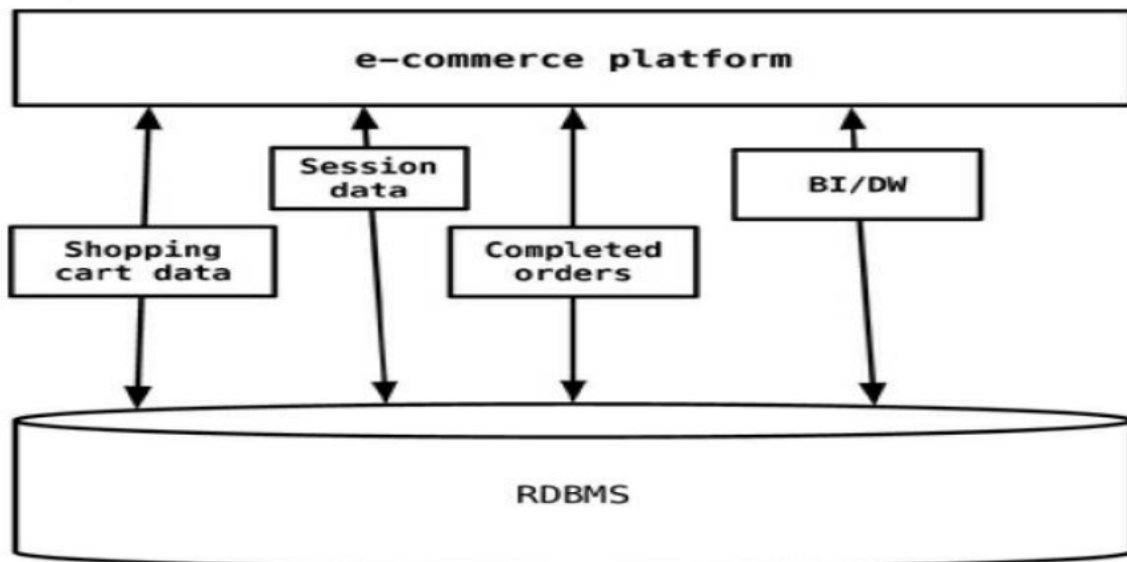 e-commerce platform
Session
data
BI/DW
Shopping
cart data
Completed
orders
RDBMS